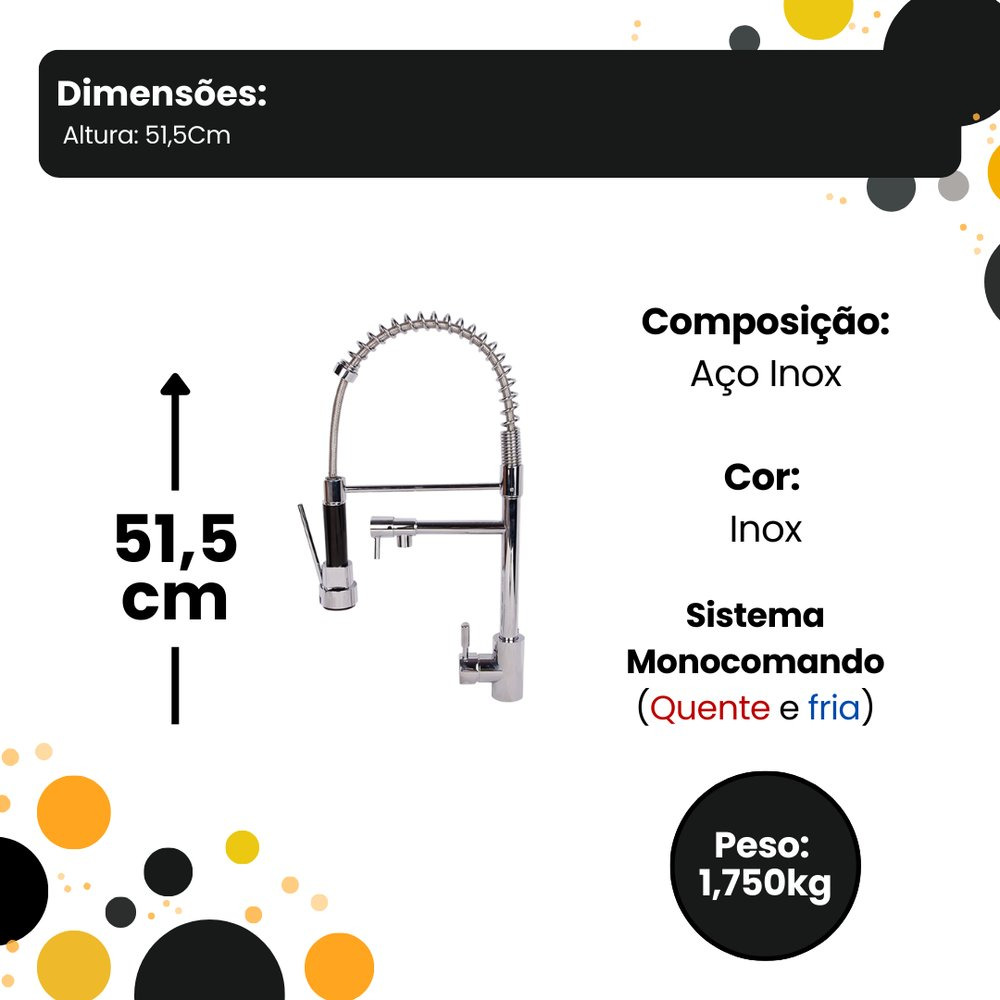 Dimensões:
Altura: 51,5Cm
51,5
cm
Composição:
Aço Inox
Cor:
Inox
Sistema
Monocomando
(Quente e fria)
Peso:
1,750kg